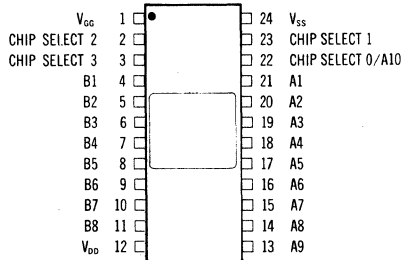 V_GG 1 24 V_SS
CHIP SELECT 2 2 23 CHIP SELECT 1
CHIP SELECT 3 3 22 CHIP SELECT 0/A10
B1 4 21 A1
B2 5 20 A2
B3 6 19 A3
B4 7 18 A4
B5 8 17 A5
B6 9 16 A6
B7 10 15 A7
B8 11 14 A8
V_DD 12 13 A9